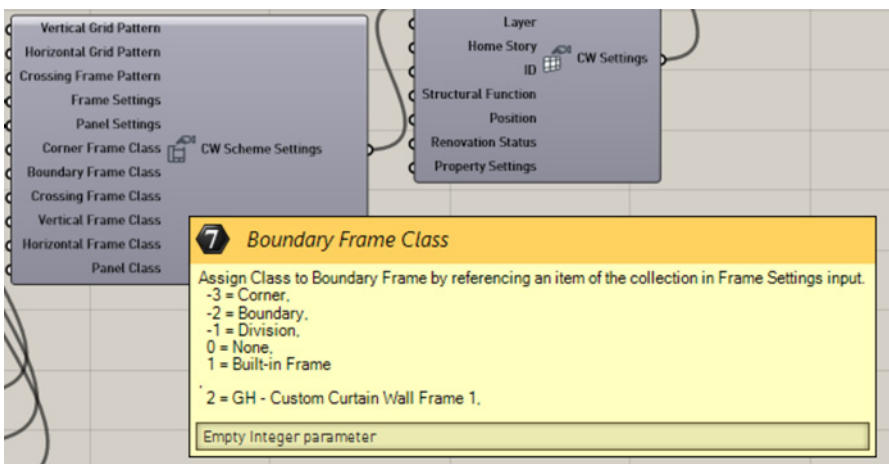 Vertical Grid Pattern
Horizontal Grid Pattern
Crossing Frame Pattern
Frame Settings
Panel Settings
Corner Frame Class
Boundary Frame Class
Crossing Frame Class
Vertical Frame Class
Horizontal Frame Class
Panel Class
CW Scheme Settings
Layer
Home Story
ID
Structural Function
Position
Renovation Status
Property Settings
CW Settings
7 Boundary Frame Class
Assign Class to Boundary Frame by referencing an item of the collection in Frame Settings input.
-3 = Corner,
-2 = Boundary,
-1 = Division,
0 = None,
1 = Built-in Frame
.
2 = GH - Custom Curtain Wall Frame 1,
Empty Integer parameter